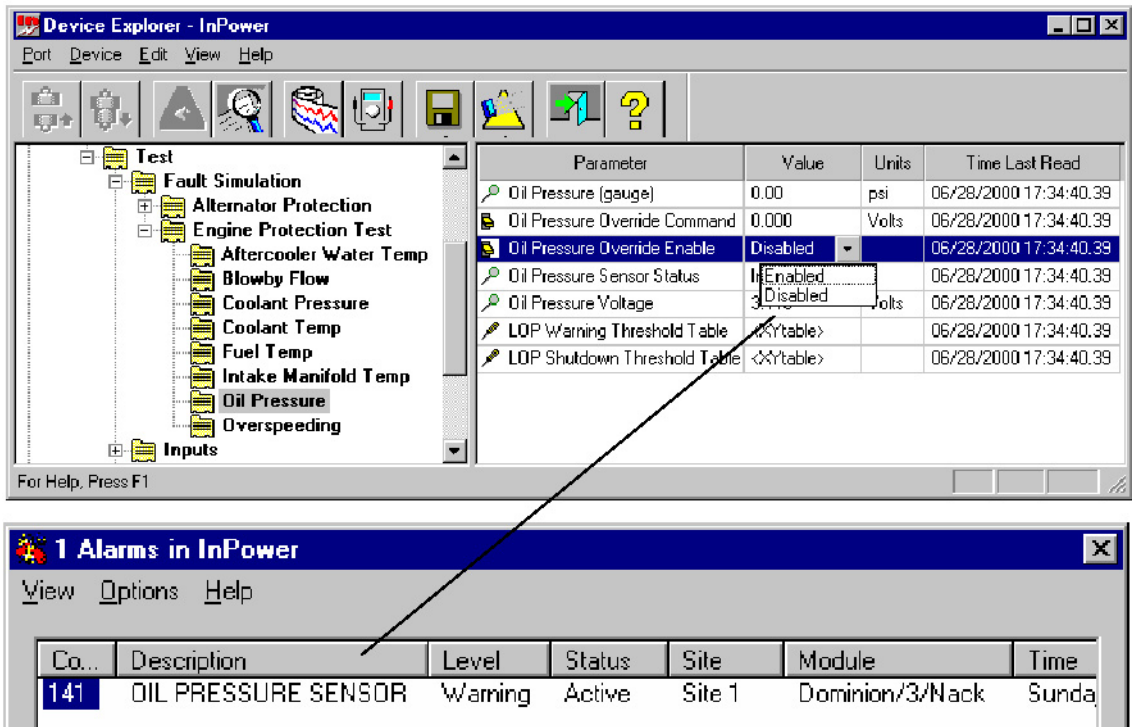 Device Explorer - InPower
Port Device Edit View Help
Test
Fault Simulation
Alternator Protection
Engine Protection Test
Aftercooler Water Temp
Blowby Flow
Coolant Pressure
Coolant Temp
Fuel Temp
Intake Manifold Temp
Oil Pressure
Overspeeding
Inputs
Parameter Value Units Time Last Read
Oil Pressure (gauge) 0.00 psi 06/28/2000 17:34:40.39
Oil Pressure Override Command 0.000 Volts 06/28/2000 17:34:40.39
Oil Pressure Override Enable Disabled 06/28/2000 17:34:40.39
Oil Pressure Sensor Status 06/28/2000 17:34:40.39
Enabled
Disabled
Oil Pressure Voltage Volts 06/28/2000 17:34:40.39
LOP Warning Threshold Table <XYtable> 06/28/2000 17:34:40.39
LOP Shutdown Threshold Table <XYtable> 06/28/2000 17:34:40.39
For Help, Press F1
1 Alarms in InPower
View Options Help
Co... Description Level Status Site Module Time
141 OIL PRESSURE SENSOR Warning Active Site 1 Dominion/3/Nack Sunda